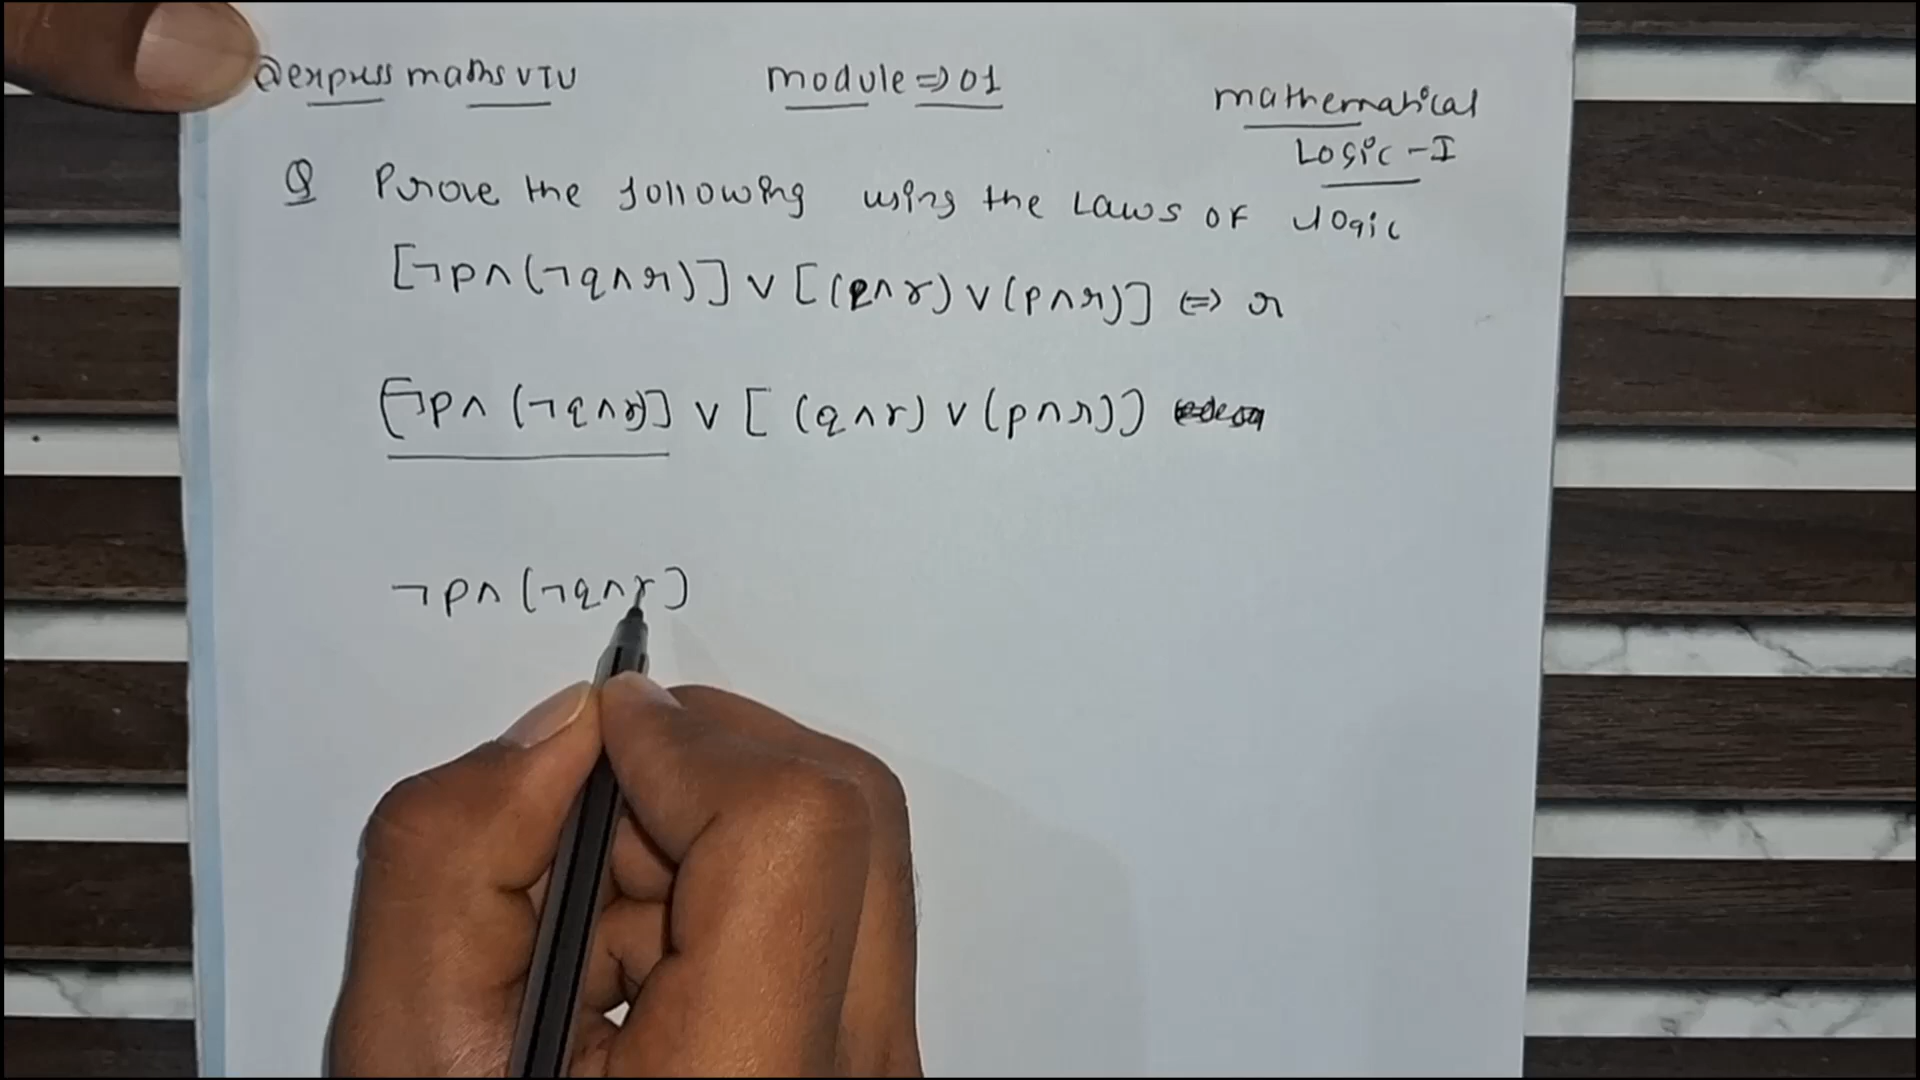 @express maths VTU
module ⇒ 01
mathematical
Logic - I
Q Prove the following using the Laws of logic
[¬p∧(¬q∧r)] ∨ [(q∧r)∨(p∧r)] ⇔ r
[¬p∧(¬q∧r)] ∨ [(q∧r)∨(p∧r)]
¬p∧(¬q∧r)